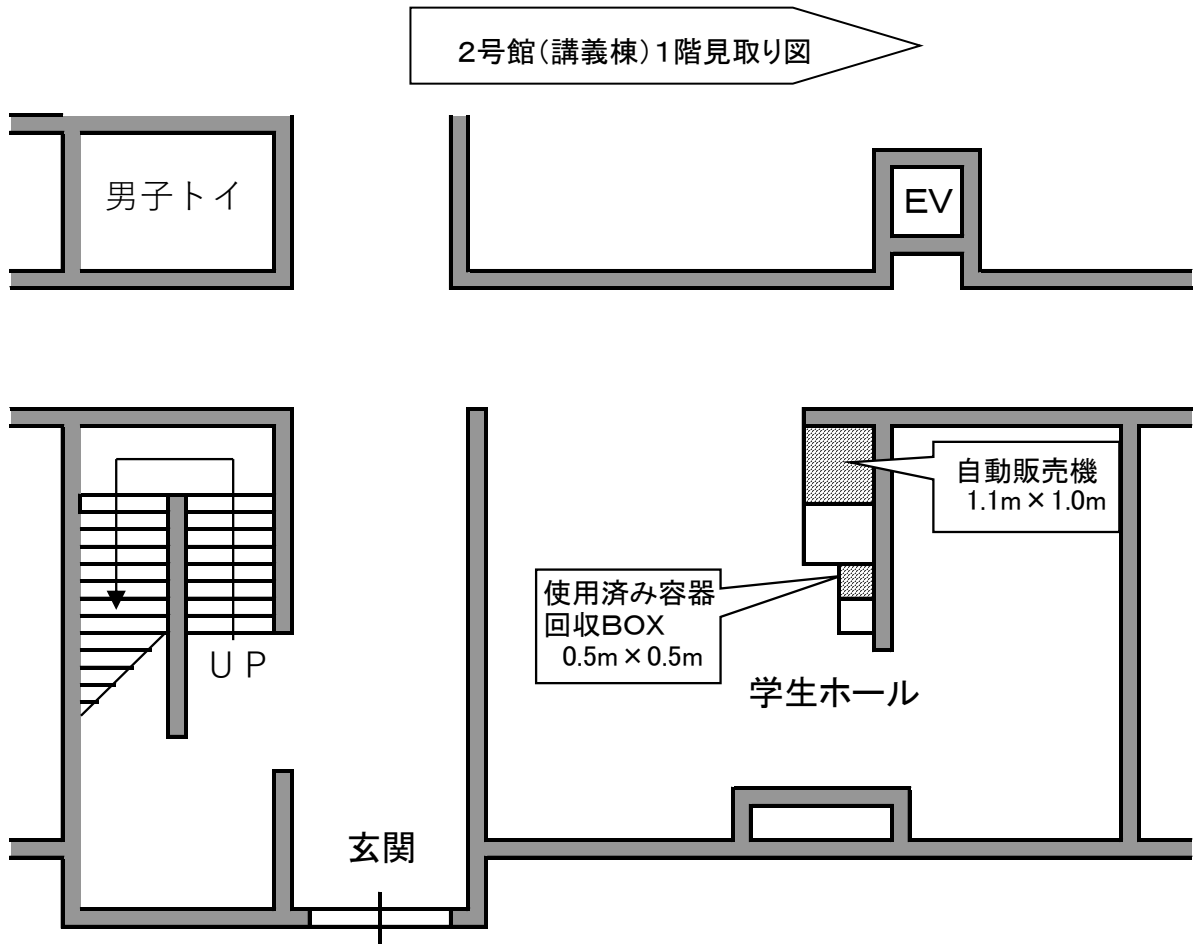 ２号館（講義棟）１階見取り図
男子トイ
EV
自動販売機
1.1m×1.0m
使用済み容器
回収BOX
0.5m×0.5m
UP
学生ホール
玄関